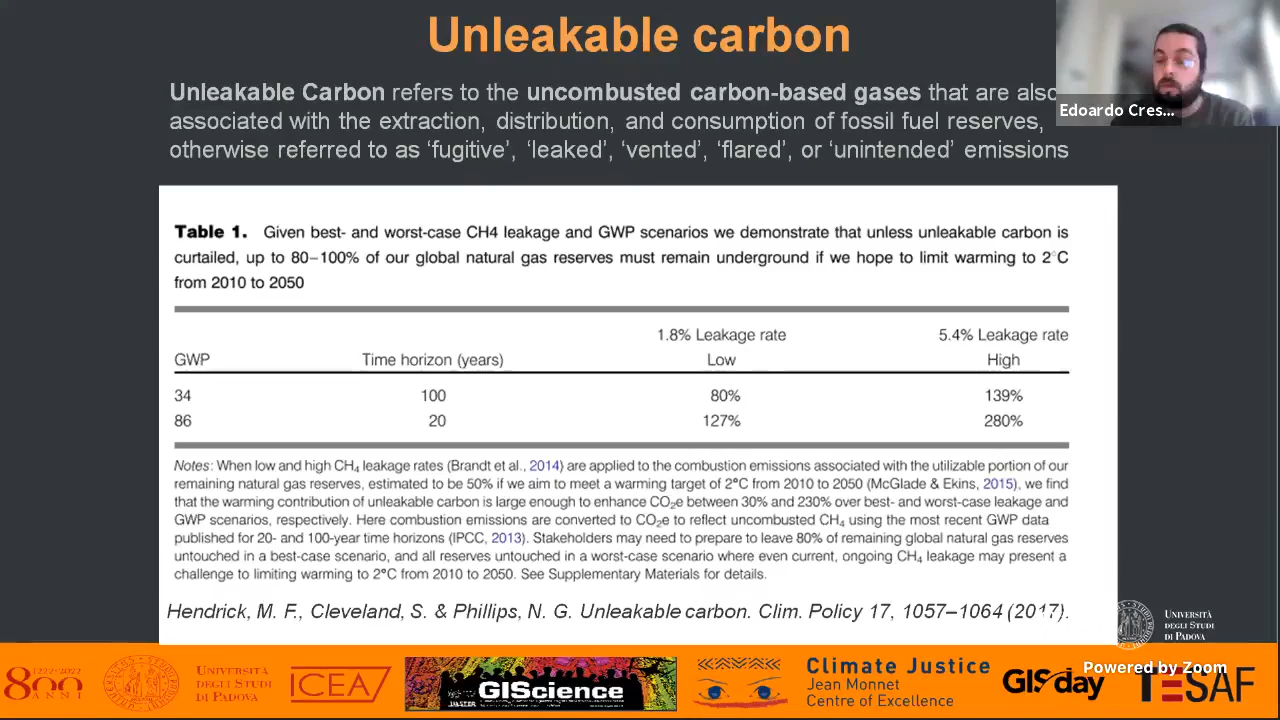 Unleakable carbon
Unleakable Carbon refers to the uncombusted carbon-based gases that are also
associated with the extraction, distribution, and consumption of fossil fuel reserves,
otherwise referred to as ‘fugitive’, ‘leaked’, ‘vented’, ‘flared’, or ‘unintended’ emissions
Edoardo Cres...
Table 1. Given best- and worst-case CH4 leakage and GWP scenarios we demonstrate that unless unleakable carbon is
curtailed, up to 80–100% of our global natural gas reserves must remain underground if we hope to limit warming to 2°C
from 2010 to 2050
1.8% Leakage rate 5.4% Leakage rate
GWP Time horizon (years) Low High
34 100 80% 139%
86 20 127% 280%
Notes: When low and high CH₄ leakage rates (Brandt et al., 2014) are applied to the combustion emissions associated with the utilizable portion of our
remaining natural gas reserves, estimated to be 50% if we aim to meet a warming target of 2°C from 2010 to 2050 (McGlade & Ekins, 2015), we find
that the warming contribution of unleakable carbon is large enough to enhance CO₂e between 30% and 230% over best- and worst-case leakage and
GWP scenarios, respectively. Here combustion emissions are converted to CO₂e to reflect uncombusted CH₄ using the most recent GWP data
published for 20- and 100-year time horizons (IPCC, 2013). Stakeholders may need to prepare to leave 80% of remaining global natural gas reserves
untouched in a best-case scenario, and all reserves untouched in a worst-case scenario where even current, ongoing CH₄ leakage may present a
challenge to limiting warming to 2°C from 2010 to 2050. See Supplementary Materials for details.
Hendrick, M. F., Cleveland, S. & Phillips, N. G. Unleakable carbon. Clim. Policy 17, 1057–1064 (2017).
UNIVERSITÀ
DEGLI STUDI
DI PADOVA
1222-2022
800
ANNI
UNIVERSITÀ
DEGLI STUDI
DI PADOVA
ICEA
GIScience
MASTER
Climate Justice
Jean Monnet
Centre of Excellence
GISday
Powered by Zoom
TESAF